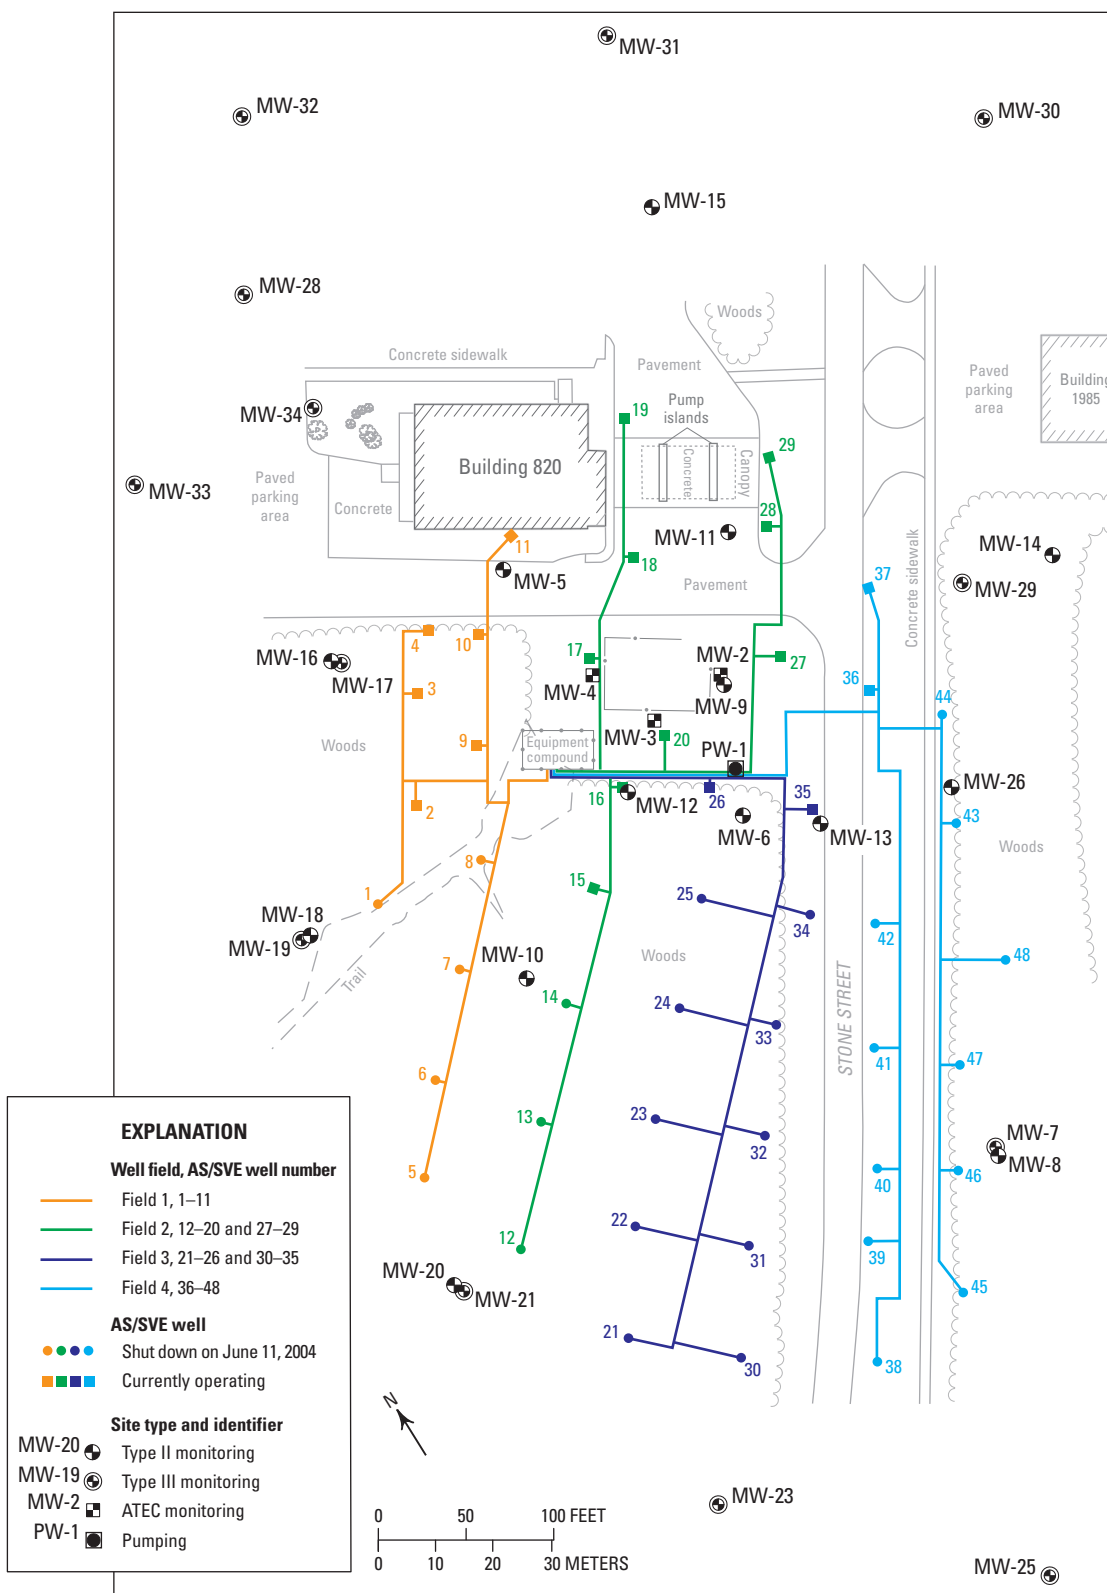 MW-31
MW-32
MW-30
MW-15
MW-28
Woods
Concrete sidewalk
Pavement
Paved
parking
area
Building
1985
MW-34
19
Pump
islands
Building 820
Concrete
Canopy
29
MW-33
Paved
parking
area
Concrete
28
MW-11
11
MW-5
18
Pavement
37
Concrete sidewalk
MW-14
MW-29
4
10
MW-16
MW-17
17
MW-2
27
MW-4
MW-9
36
3
44
Woods
9
MW-3
20
PW-1
Equipment
compound
MW-26
2
16
MW-12
26
35
MW-6
MW-13
43
Woods
8
1
15
25
34
MW-18
MW-19
42
7
MW-10
Woods
48
Trail
14
24
33
STONE STREET
41
47
6
13
23
32
MW-7
MW-8
5
40
46
22
12
31
39
MW-20
MW-21
45
21
30
38
EXPLANATION
Well field, AS/SVE well number
Field 1, 1–11
Field 2, 12–20 and 27–29
Field 3, 21–26 and 30–35
Field 4, 36–48
AS/SVE well
Shut down on June 11, 2004
Currently operating
Site type and identifier
MW-20 Type II monitoring
MW-19 Type III monitoring
MW-2 ATEC monitoring
PW-1 Pumping
N
0 50 100 FEET
0 10 20 30 METERS
MW-23
MW-25